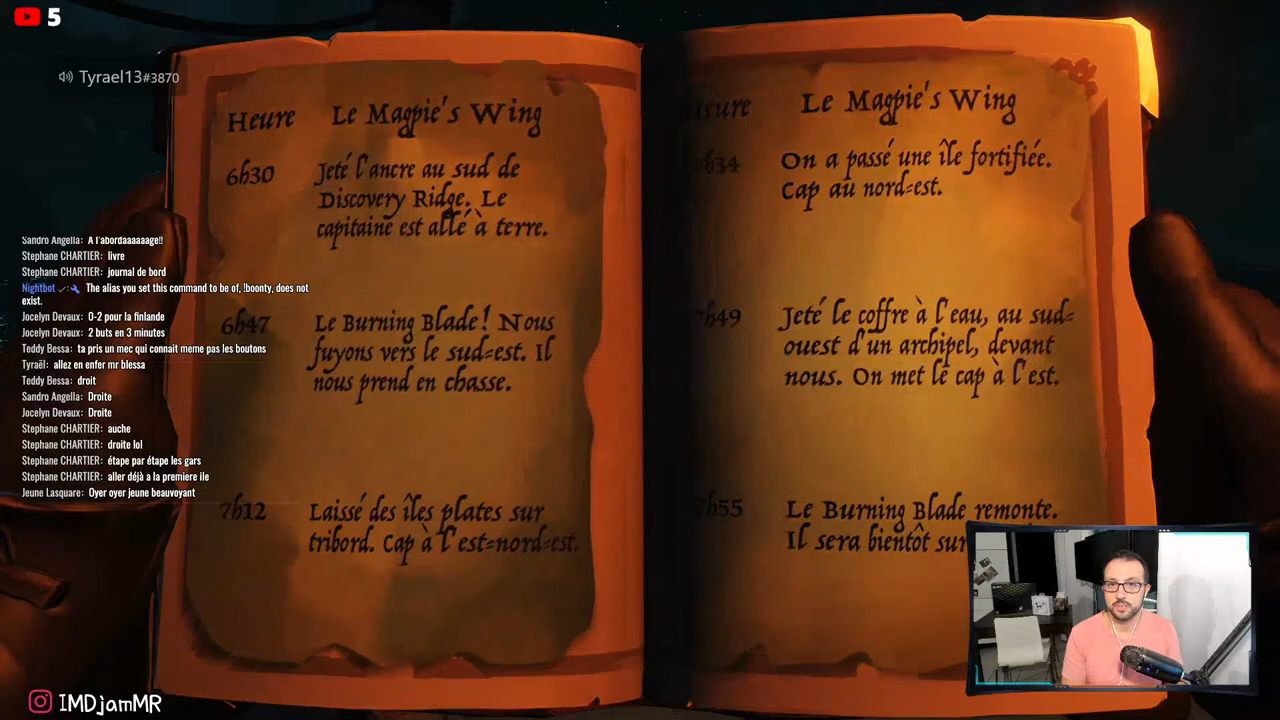 5
Tyrael13#3870
Heure Le Magpie's Wing
6h30 Jeté l'ancre au sud de
Discovery Ridge. Le
capitaine est allé à terre.
6h47 Le Burning Blade! Nous
fuyons vers le sud=est. Il
nous prend en chasse.
7h12 Laissé des îles plates sur
tribord. Cap à l'est=nord=est.
Heure Le Magpie's Wing
7h34 On a passé une île fortifiée.
Cap au nord=est.
7h49 Jeté le coffre à l'eau, au sud=
ouest d'un archipel, devant
nous. On met le cap à l'est.
7h55 Le Burning Blade remonte.
Il sera bientôt sur
Sandro Angella: A l'abordaaaaaage!!
Stephane CHARTIER: livre
Stephane CHARTIER: journal de bord
Nightbot The alias you set this command to be of, !boonty, does not
exist.
Jocelyn Devaux: 0-2 pour la finlande
Jocelyn Devaux: 2 buts en 3 minutes
Teddy Bessa: ta pris un mec qui connait meme pas les boutons
Tyraël: allez en enfer mr blessa
Teddy Bessa: droit
Sandro Angella: Droite
Jocelyn Devaux: Droite
Stephane CHARTIER: auche
Stephane CHARTIER: droite lol
Stephane CHARTIER: étape par étape les gars
Stephane CHARTIER: aller déjà a la premiere ile
Jeune Lasquare: Oyer oyer jeune beauvoyant
IMDjamMR